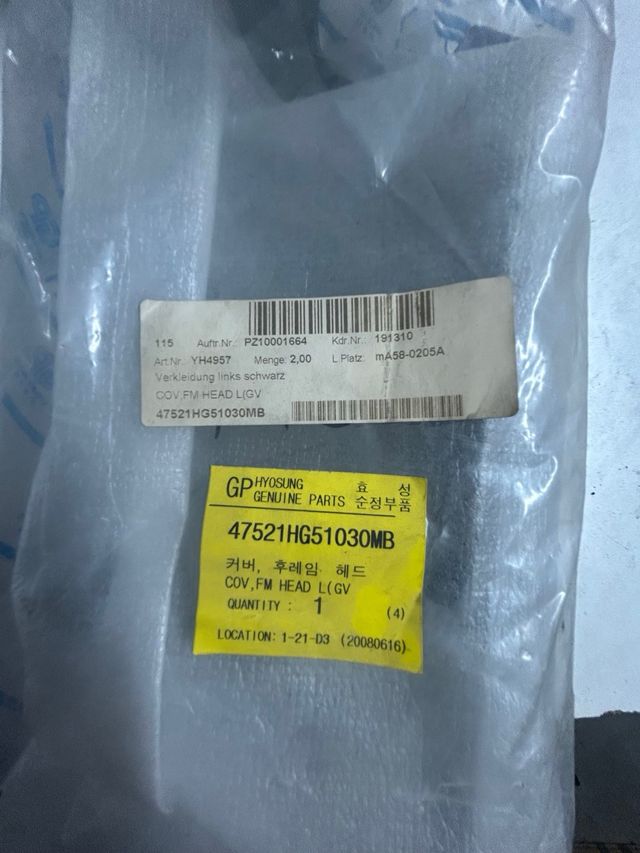 115 Auftr.Nr.: PZ10001664 Kdr.Nr.: 191310
Art.Nr. YH4957 Menge: 2,00 L.Platz: mA58-0205A
Verkleidung links schwarz
COV,FM HEAD L(GV
47521HG51030MB
GP HYOSUNG 효 성
GENUINE PARTS 순정부품
47521HG51030MB
커버, 후레임 헤드
COV,FM HEAD L(GV
QUANTITY : 1 (4)
LOCATION: 1-21-D3 (20080616)